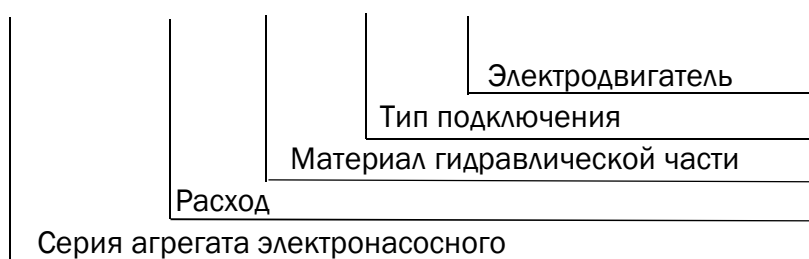 Электродвигатель
Тип подключения
Материал гидравлической части
Расход
Серия агрегата электронасосного